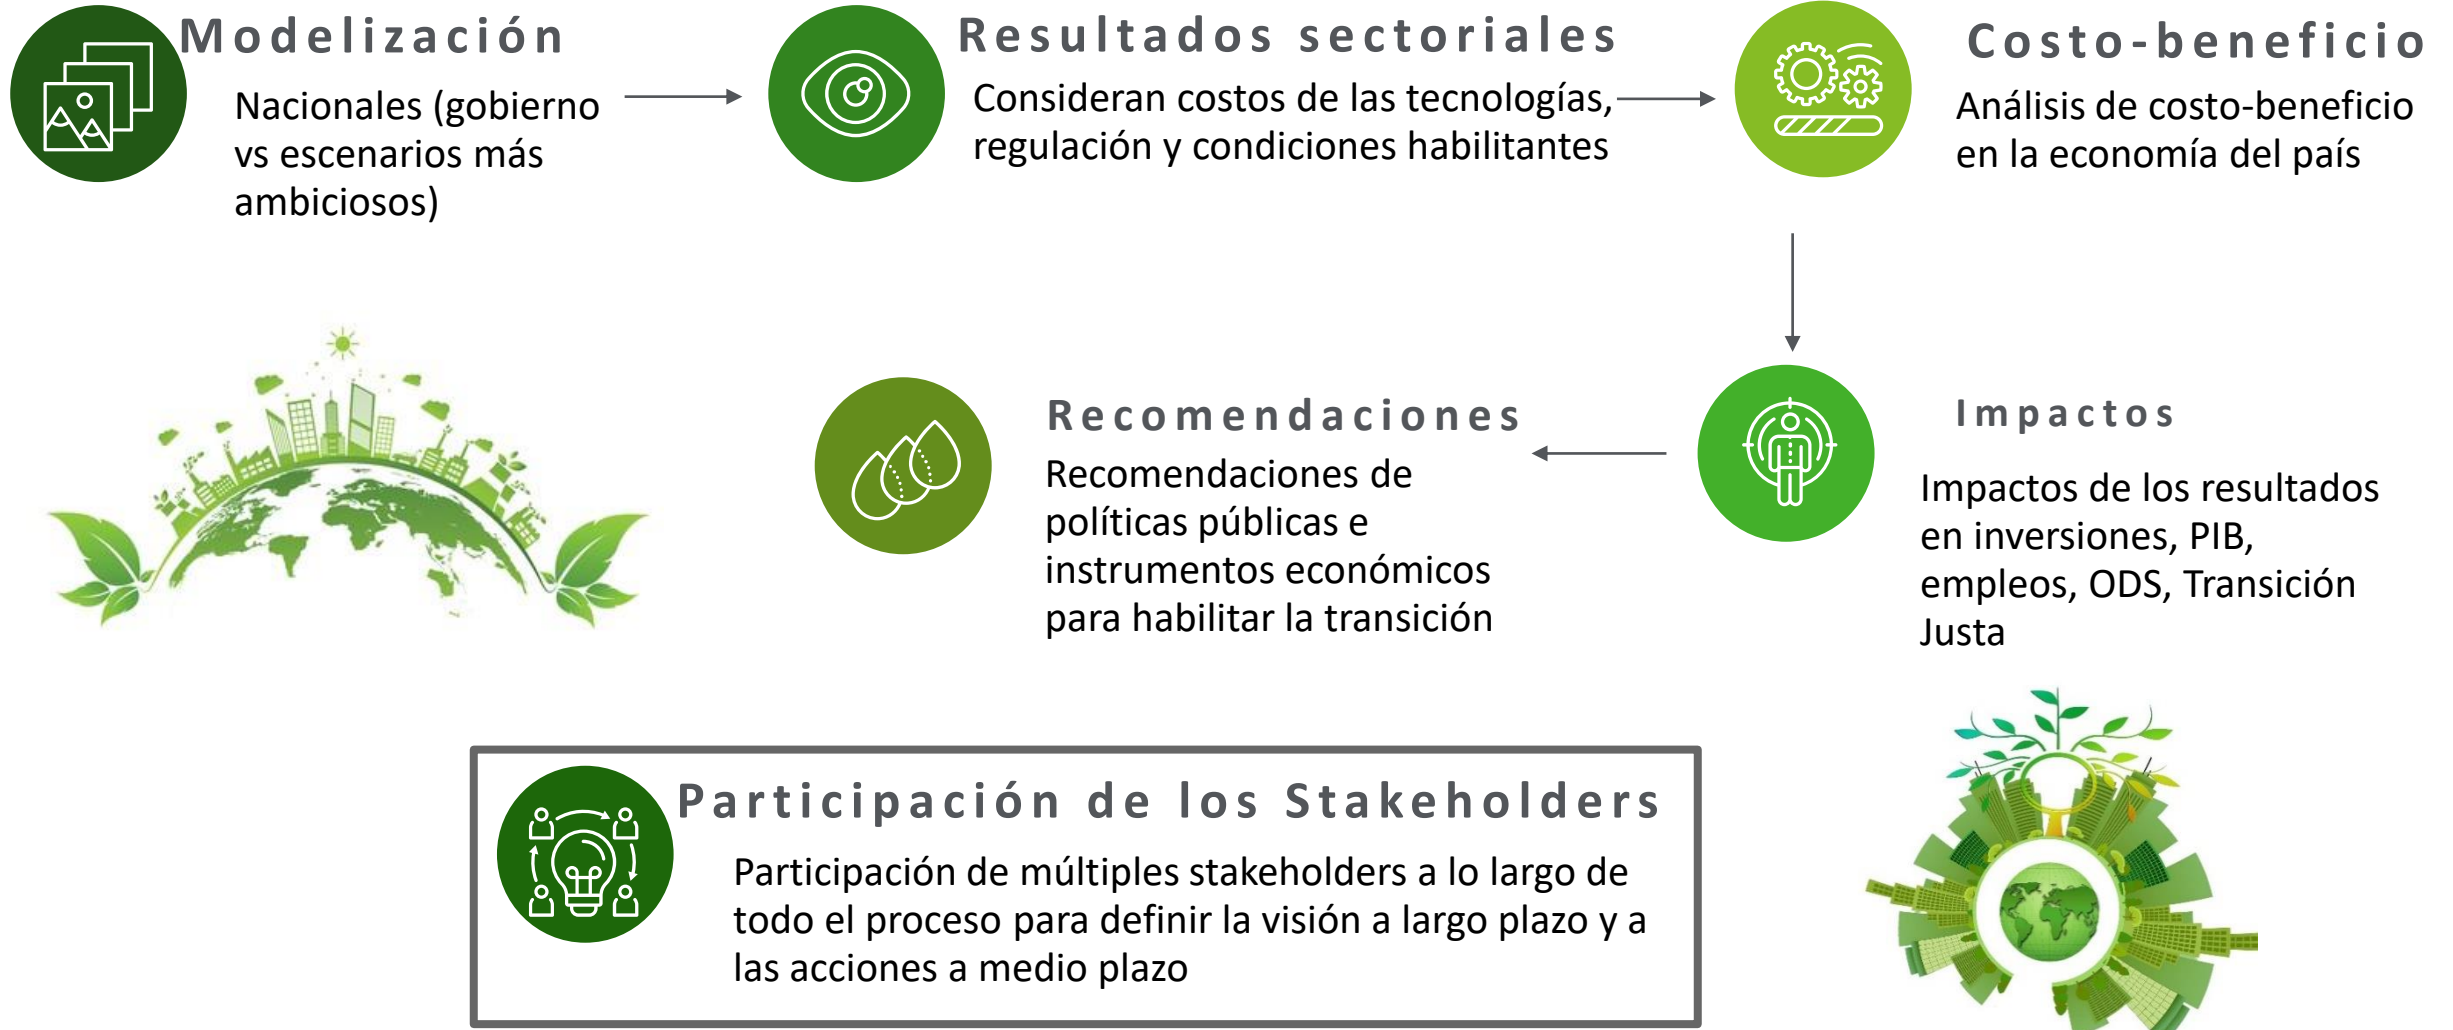 Modelización
Nacionales (gobierno
vs escenarios más
ambiciosos)
Resultados sectoriales
Consideran costos de las tecnologías,
regulación y condiciones habilitantes
Costo-beneficio
Análisis de costo-beneficio
en la economía del país
Impactos
Impactos de los resultados
en inversiones, PIB,
empleos, ODS, Transición
Justa
Recomendaciones
Recomendaciones de
políticas públicas e
instrumentos económicos
para habilitar la transición
Participación de los Stakeholders
Participación de múltiples stakeholders a lo largo de
todo el proceso para definir la visión a largo plazo y a
las acciones a medio plazo